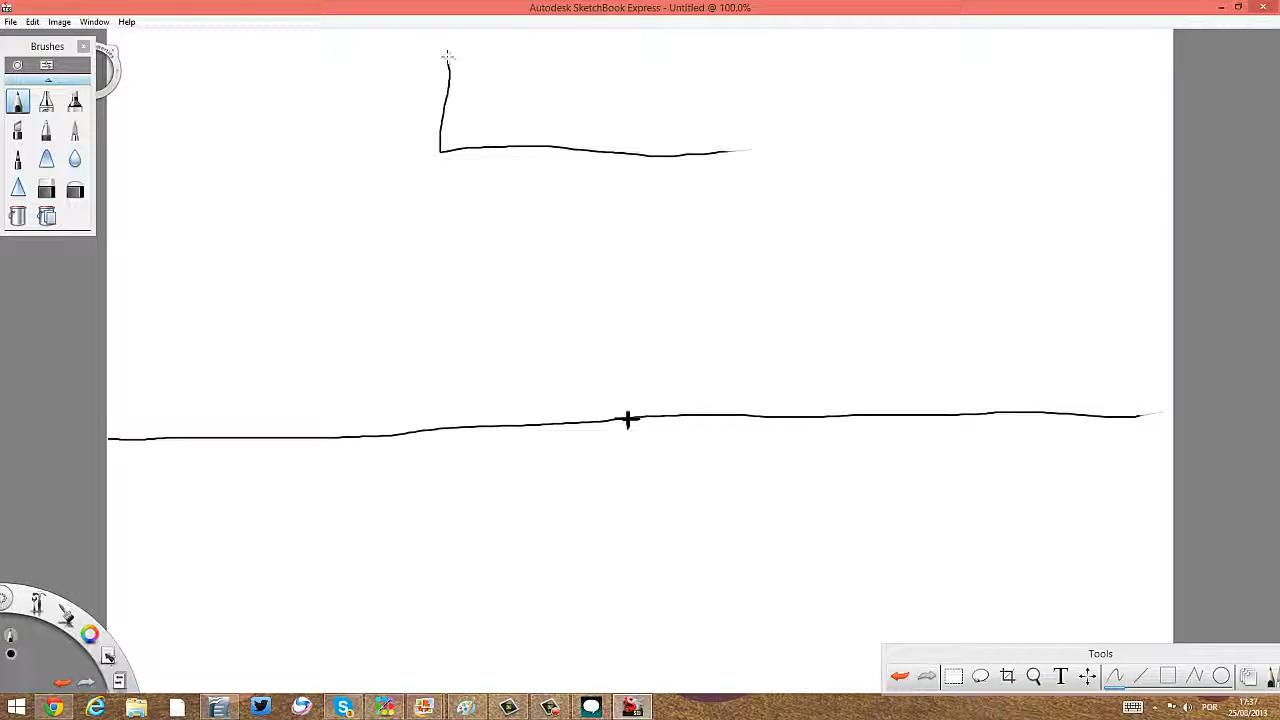 Autodesk SketchBook Express - Untitled @ 100.0%
File Edit Image Window Help
Brushes
Tools
T
POR
17:37
25/08/2013